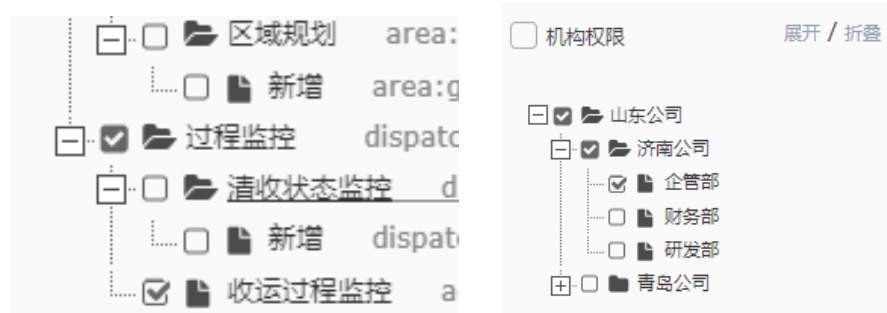 区域规划 area:
新增 area:g
过程监控 dispatc
清收状态监控 d
新增 dispat
收运过程监控 a
机构权限 展开 / 折叠
山东公司
济南公司
企管部
财务部
研发部
青岛公司